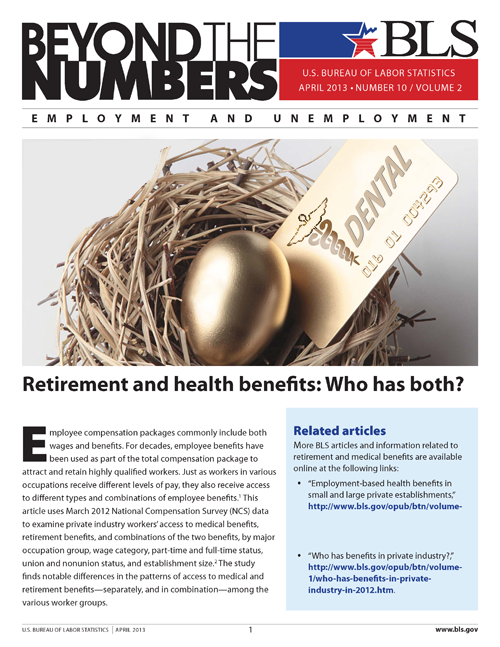 BEYOND THE
NUMBERS
BLS
U.S. BUREAU OF LABOR STATISTICS
APRIL 2013 • NUMBER 10 / VOLUME 2
EMPLOYMENT AND UNEMPLOYMENT
DENTAL
016 01 004293
Retirement and health benefits: Who has both?
Employee compensation packages commonly include both
wages and benefits. For decades, employee benefits have
been used as part of the total compensation package to
attract and retain highly qualified workers. Just as workers in various
occupations receive different levels of pay, they also receive access
to different types and combinations of employee benefits.¹ This
article uses March 2012 National Compensation Survey (NCS) data
to examine private industry workers’ access to medical benefits,
retirement benefits, and combinations of the two benefits, by major
occupation group, wage category, part-time and full-time status,
union and nonunion status, and establishment size.² The study
finds notable differences in the patterns of access to medical and
retirement benefits—separately, and in combination—among the
various worker groups.
Related articles
More BLS articles and information related to
retirement and medical benefits are available
online at the following links:
• “Employment-based health benefits in
small and large private establishments,”
http://www.bls.gov/opub/btn/volume-
• “Who has benefits in private industry?,”
http://www.bls.gov/opub/btn/volume-
1/who-has-benefits-in-private-
industry-in-2012.htm.
U.S. BUREAU OF LABOR STATISTICS | APRIL 2013
1
www.bls.gov